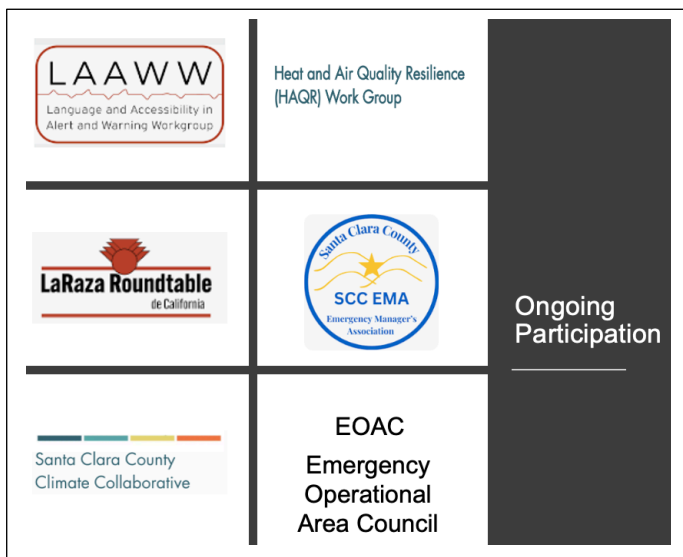 LAAWW
Language and Accessibility in
Alert and Warning Workgroup
Heat and Air Quality Resilience
(HAQR) Work Group
LaRaza Roundtable
de California
Santa Clara County
SCC EMA
Emergency Manager's
Association
Santa Clara County
Climate Collaborative
EOAC
Emergency
Operational
Area Council
Ongoing
Participation